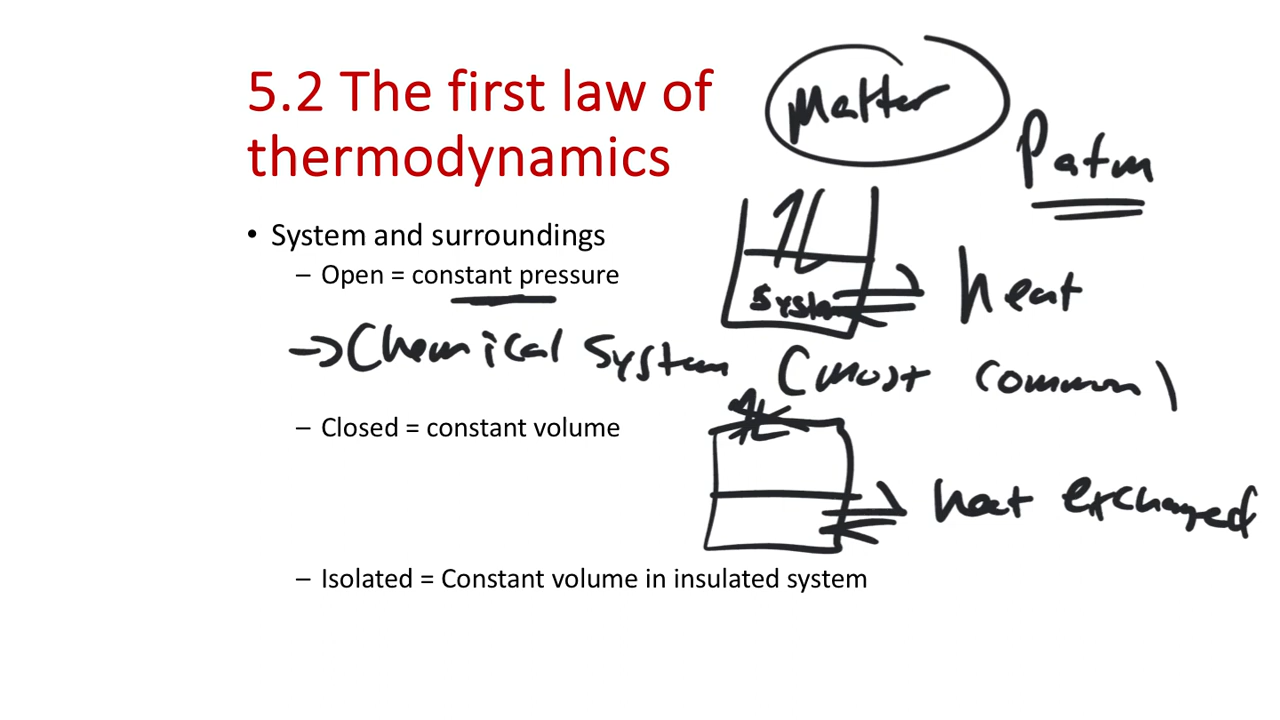 5.2 The first law of
thermodynamics
Matter
Patm
• System and surroundings
– Open = constant pressure
System
heat
→ Chemical System (most common)
– Closed = constant volume
heat exchanged
– Isolated = Constant volume in insulated system